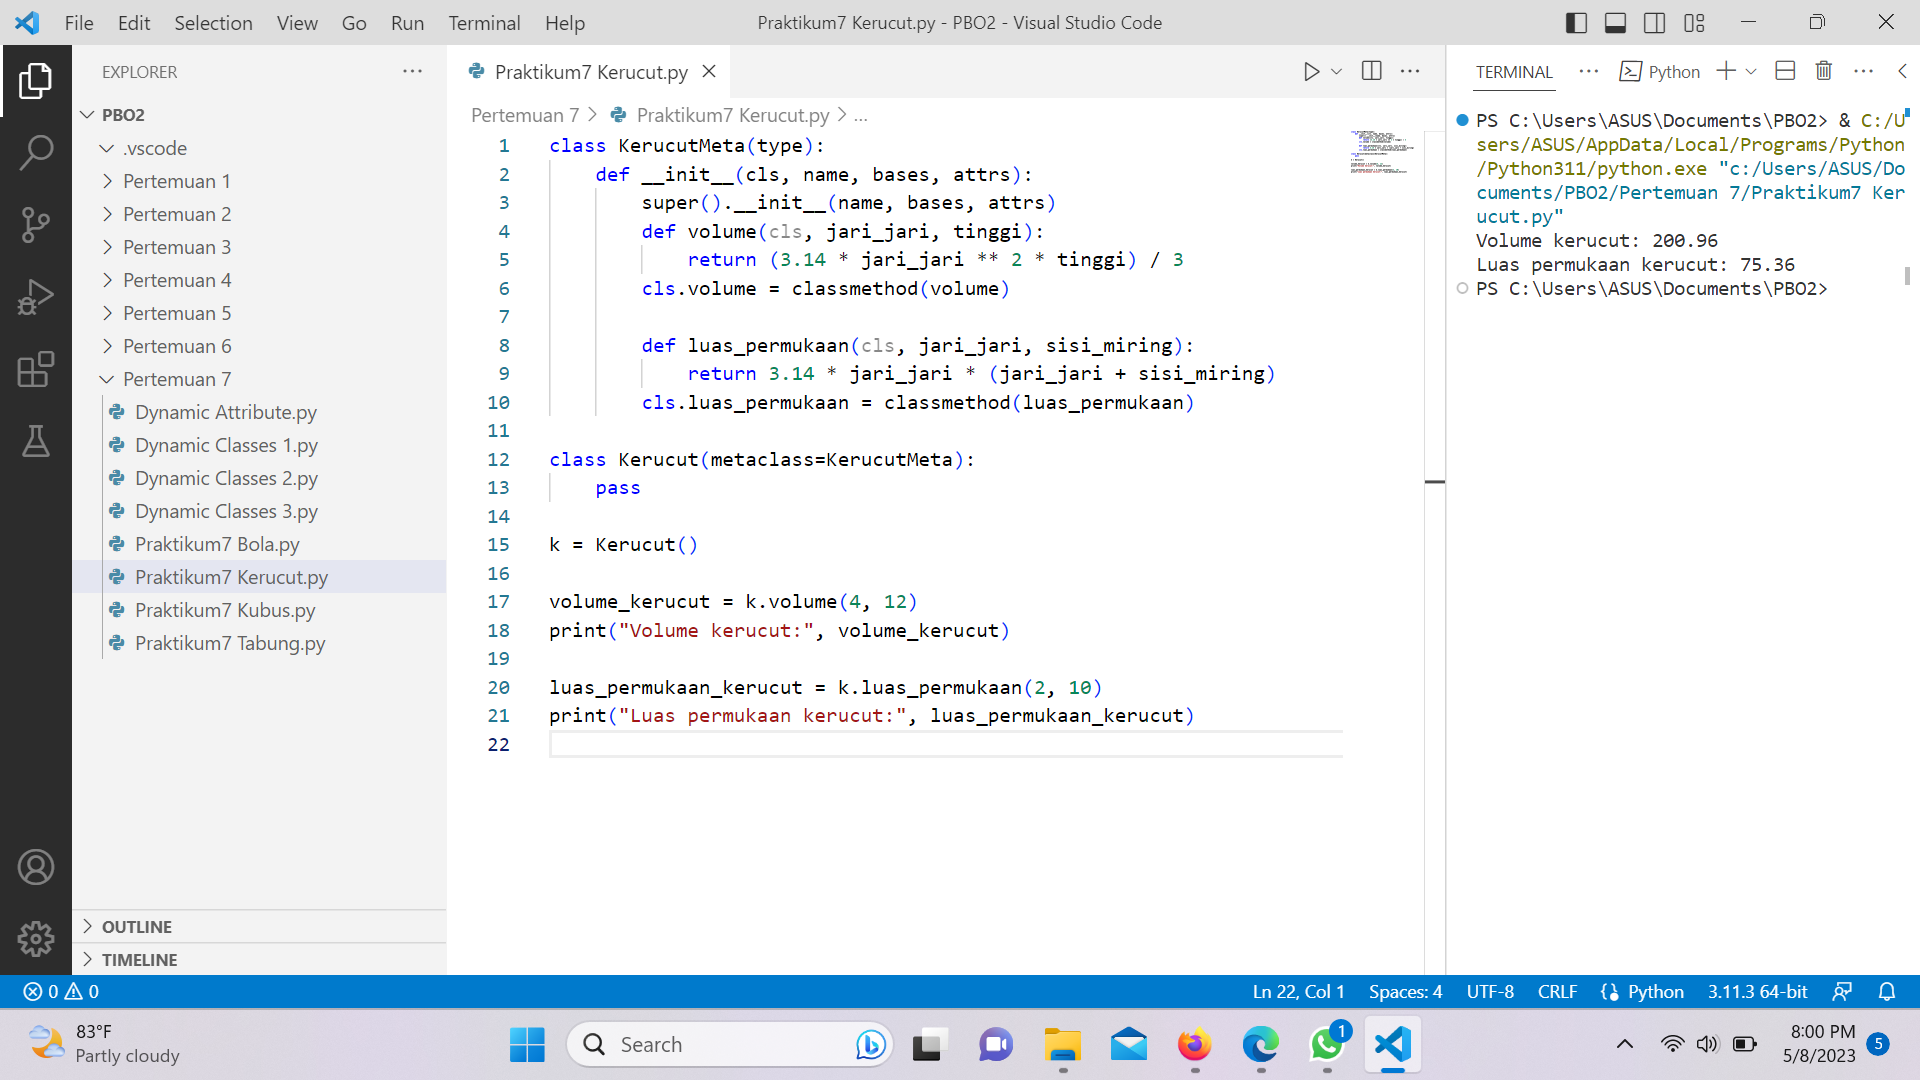 File Edit Selection View Go Run Terminal Help
Praktikum7 Kerucut.py - PBO2 - Visual Studio Code
EXPLORER
PBO2
.vscode
Pertemuan 1
Pertemuan 2
Pertemuan 3
Pertemuan 4
Pertemuan 5
Pertemuan 6
Pertemuan 7
Dynamic Attribute.py
Dynamic Classes 1.py
Dynamic Classes 2.py
Dynamic Classes 3.py
Praktikum7 Bola.py
Praktikum7 Kerucut.py
Praktikum7 Kubus.py
Praktikum7 Tabung.py
OUTLINE
TIMELINE
Praktikum7 Kerucut.py
Pertemuan 7 > Praktikum7 Kerucut.py > ...
1 class KerucutMeta(type):
2     def __init__(cls, name, bases, attrs):
3         super().__init__(name, bases, attrs)
4         def volume(cls, jari_jari, tinggi):
5             return (3.14 * jari_jari ** 2 * tinggi) / 3
6         cls.volume = classmethod(volume)
7
8         def luas_permukaan(cls, jari_jari, sisi_miring):
9             return 3.14 * jari_jari * (jari_jari + sisi_miring)
10         cls.luas_permukaan = classmethod(luas_permukaan)
11
12 class Kerucut(metaclass=KerucutMeta):
13     pass
14
15 k = Kerucut()
16
17 volume_kerucut = k.volume(4, 12)
18 print("Volume kerucut:", volume_kerucut)
19
20 luas_permukaan_kerucut = k.luas_permukaan(2, 10)
21 print("Luas permukaan kerucut:", luas_permukaan_kerucut)
22
TERMINAL ... Python
PS C:\Users\ASUS\Documents\PBO2> & C:/U
sers/ASUS/AppData/Local/Programs/Python
/Python311/python.exe "c:/Users/ASUS/Do
cuments/PBO2/Pertemuan 7/Praktikum7 Ker
ucut.py"
Volume kerucut: 200.96
Luas permukaan kerucut: 75.36
PS C:\Users\ASUS\Documents\PBO2>
0 0
Ln 22, Col 1 Spaces: 4 UTF-8 CRLF {} Python 3.11.3 64-bit
83°F
Partly cloudy
Search
1
8:00 PM
5/8/2023
5